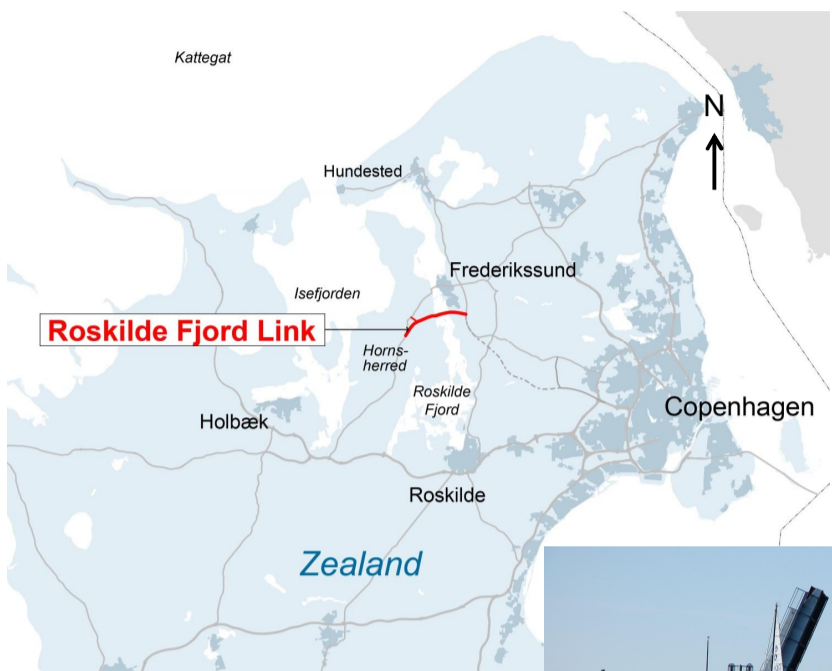 Kattegat
N
Hundested
Frederikssund
Isefjorden
Roskilde Fjord Link
Horns-
herred
Roskilde
Fjord
Copenhagen
Holbæk
Roskilde
Zealand